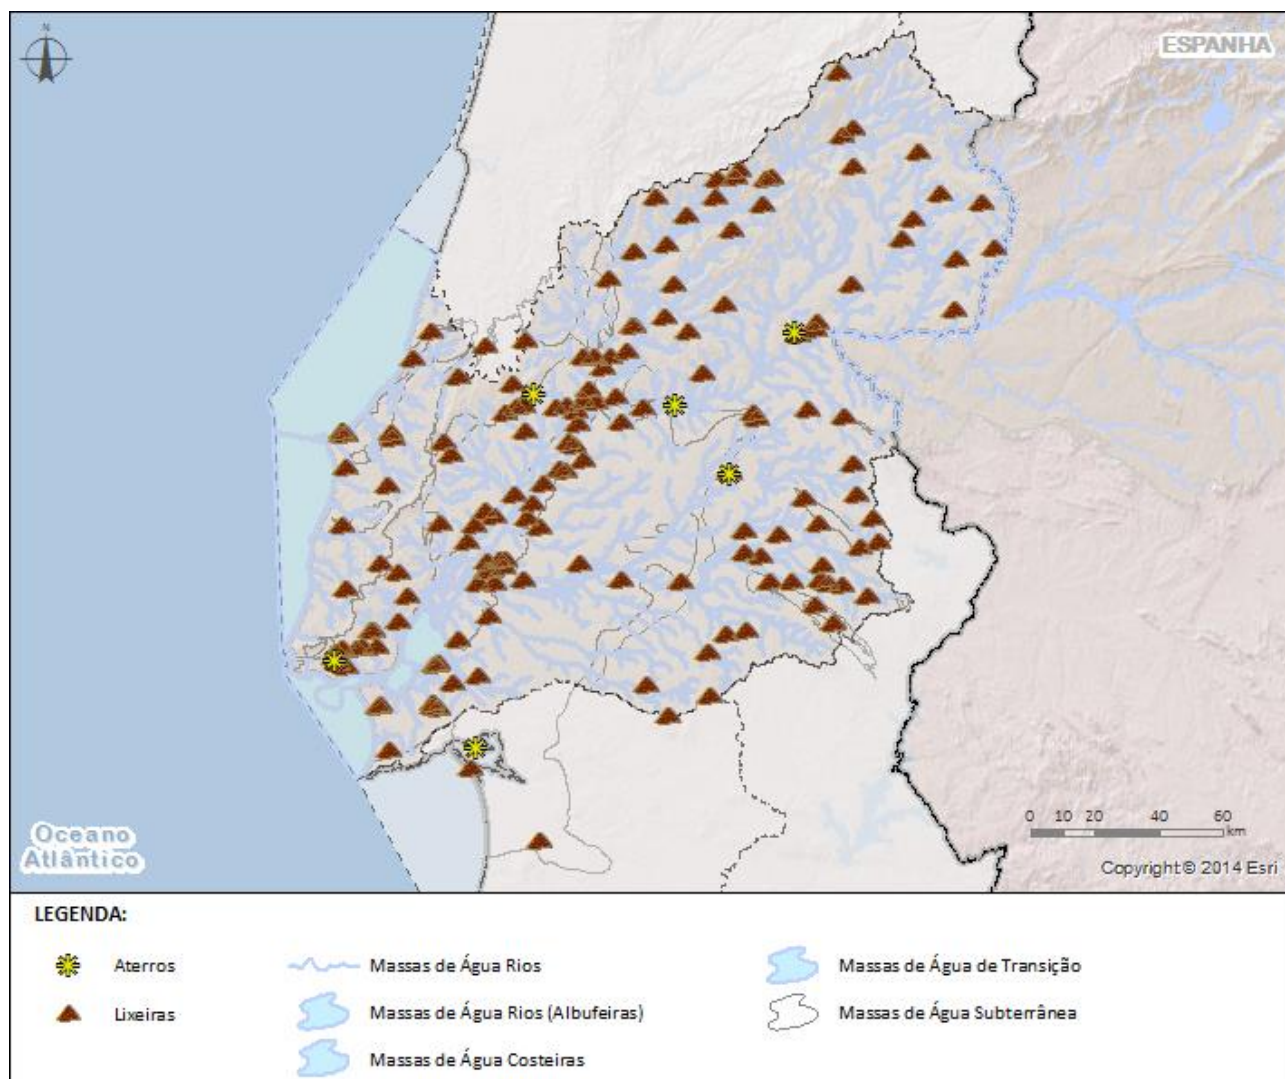 N
ESPANHA
Oceano
Atlântico
0 10 20 40 60
km
Copyright © 2014 Esri
LEGENDA:
Aterros
Massas de Água Rios
Massas de Água de Transição
Lixeiras
Massas de Água Rios (Albufeiras)
Massas de Água Subterrânea
Massas de Água Costeiras